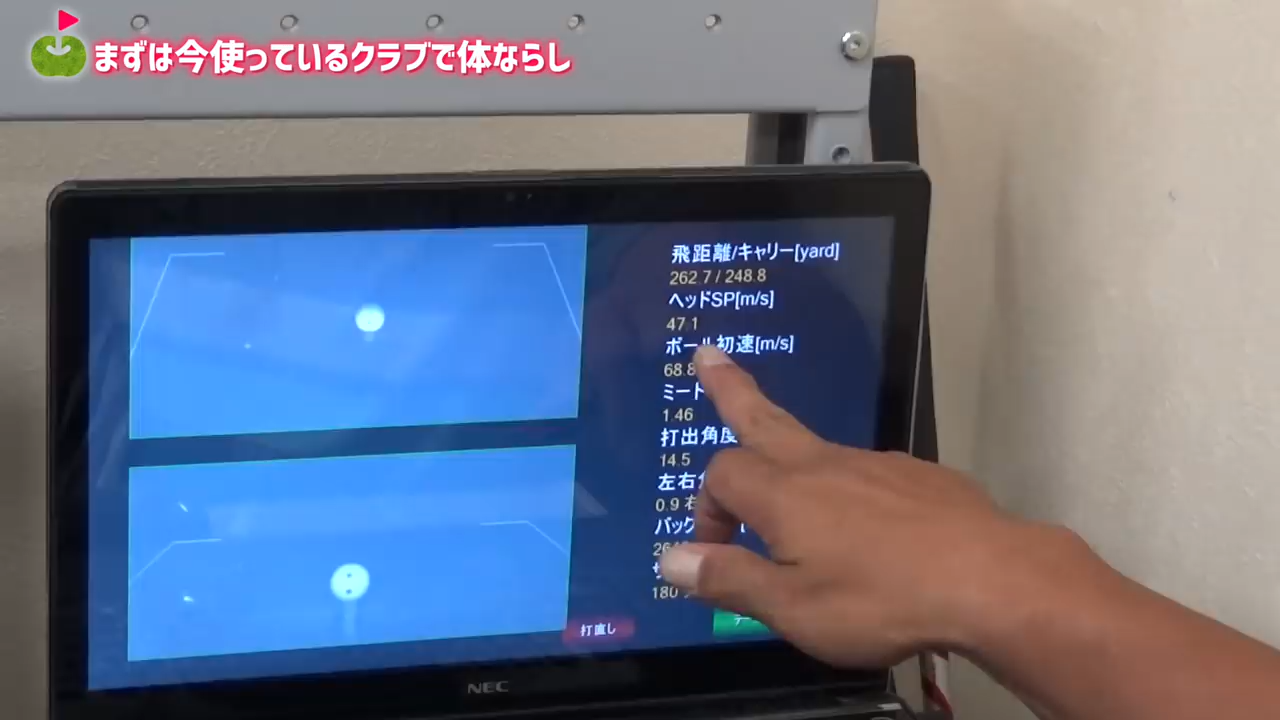 まずは今使っているクラブで体ならし
飛距離/キャリー[yard]
262.7 / 248.8
ヘッドSP[m/s]
47.1
ボール初速[m/s]
68.8
ミート
1.46
打出角度
14.5
左右
0.9 右
バック
180
打直し
NEC